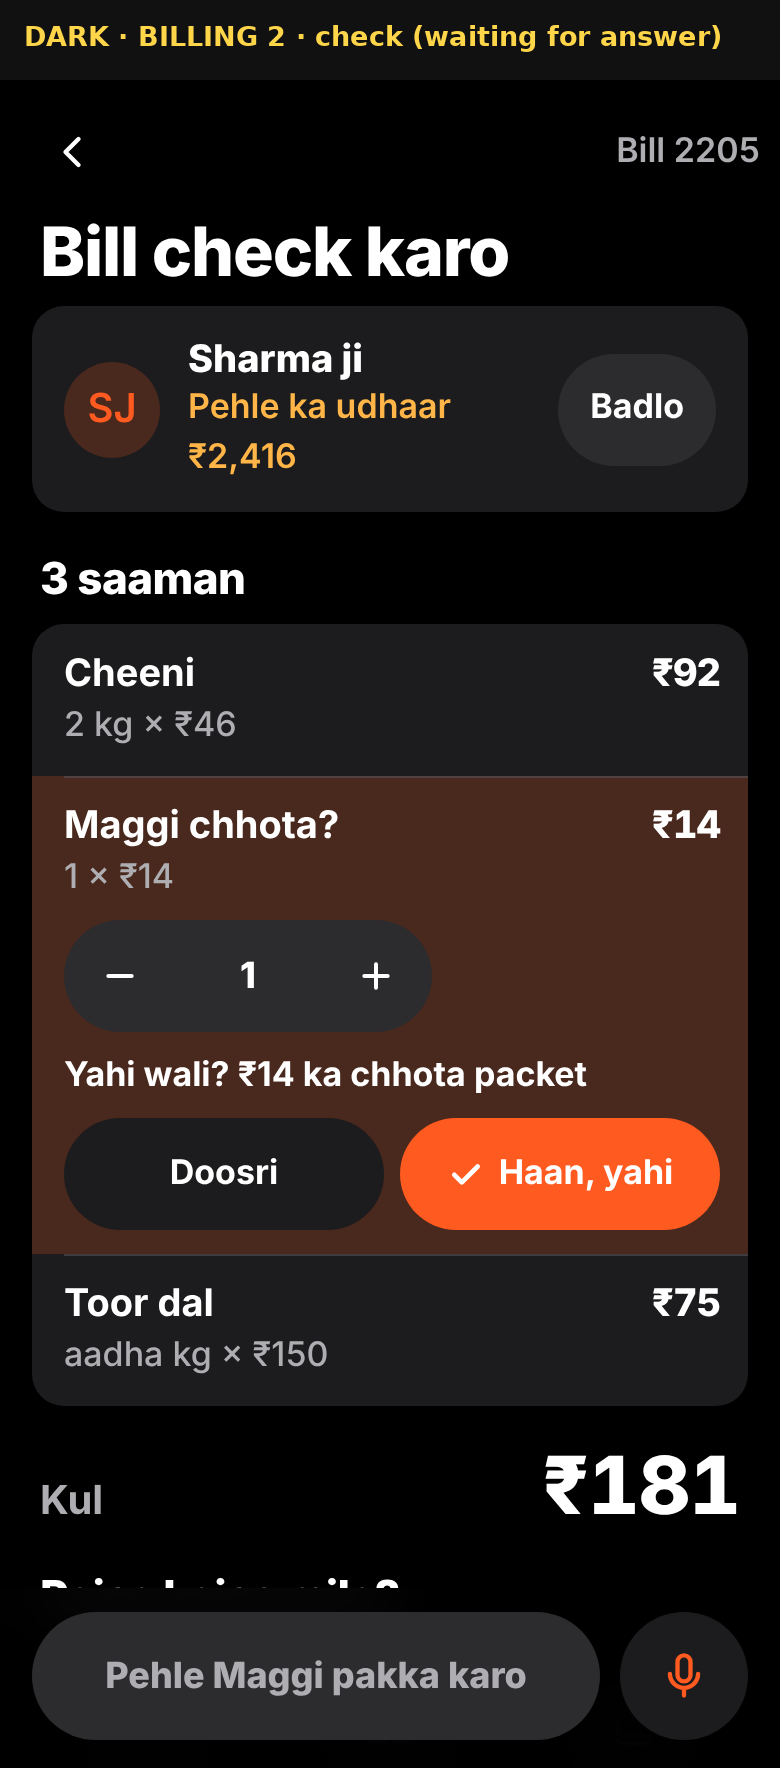 DARK · BILLING 2 · check (waiting for answer)
Bill 2205
Bill check karo
SJ
Sharma ji
Pehle ka udhaar
₹2,416
Badlo
3 saaman
Cheeni
₹92
2 kg × ₹46
Maggi chhota?
₹14
1 × ₹14
1
Yahi wali? ₹14 ka chhota packet
Doosri
Haan, yahi
Toor dal
₹75
aadha kg × ₹150
Kul
₹181
Pehle Maggi pakka karo